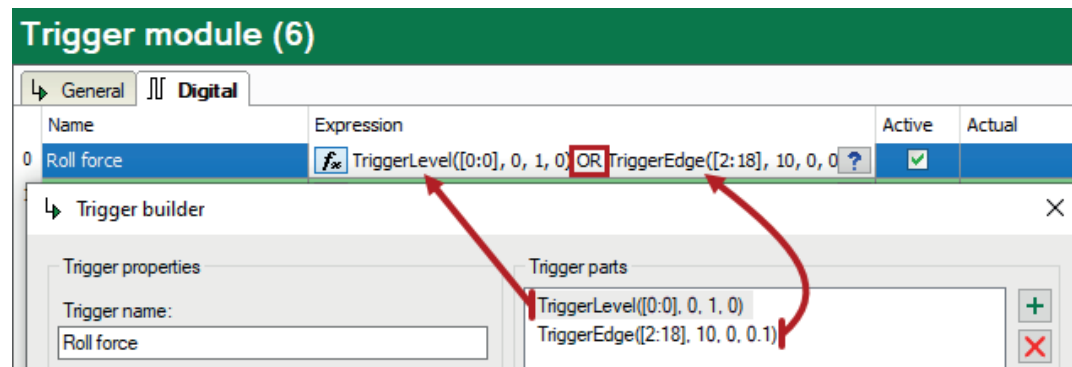 Trigger module (6)
General Digital
Name Expression Active Actual
0 Roll force fx TriggerLevel([0:0], 0, 1, 0) OR TriggerEdge([2:18], 10, 0, 0 ?
Trigger builder
Trigger properties
Trigger parts
Trigger name:
Roll force
TriggerLevel([0:0], 0, 1, 0)
TriggerEdge([2:18], 10, 0, 0.1)